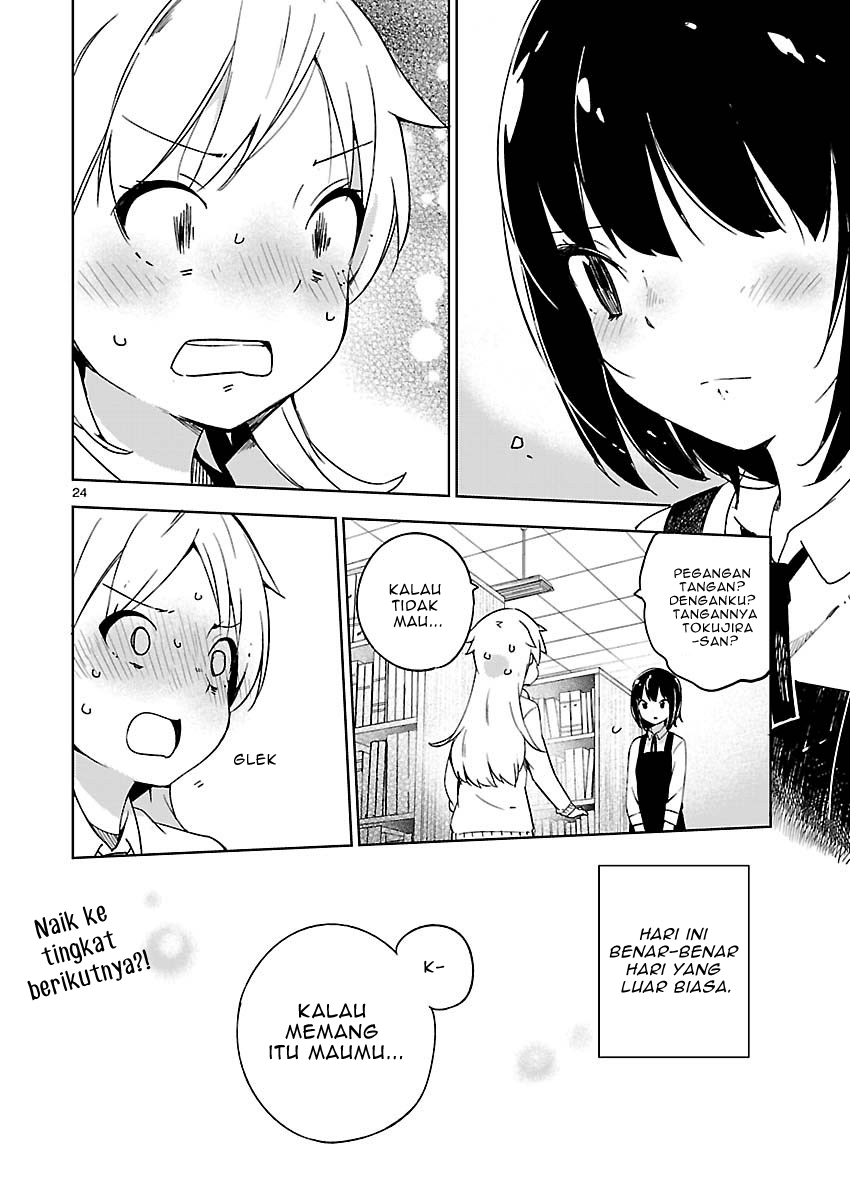 24
PEGANGAN
TANGAN?
DENGANKU?
TANGANNYA
TOKUJIRA
-SAN?
KALAU
TIDAK
MAU...
GLEK
HARI INI
BENAR-BENAR
HARI YANG
LUAR BIASA.
K-
KALAU
MEMANG
ITU MAUMU...
Naik ke
tingkat
berikutnya?!